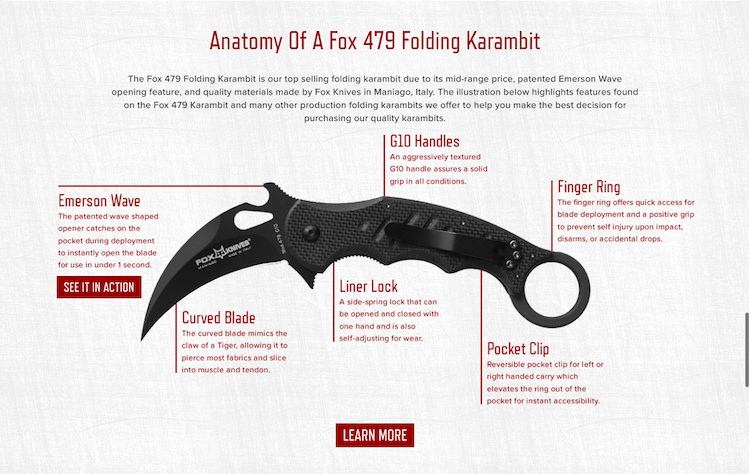 Anatomy Of A Fox 479 Folding Karambit
The Fox 479 Folding Karambit is our top selling folding karambit due to its mid-range price, patented Emerson Wave
opening feature, and quality materials made by Fox Knives in Maniago, Italy. The illustration below highlights features found
on the Fox 479 Karambit and many other production folding karambits we offer to help you make the best decision for
purchasing our quality karambits.
G10 Handles
An aggressively textured
G10 handle assures a solid
grip in all conditions.
Finger Ring
The finger ring offers quick access for
blade deployment and a positive grip
to prevent self injury upon impact,
disarms, or accidental drops.
Emerson Wave
The patented wave shaped
opener catches on the
pocket during deployment
to instantly open the blade
for use in under 1 second.
SEE IT IN ACTION
FOX KNIVES
Liner Lock
A side-spring lock that can
be opened and closed with
one hand and is also
self-adjusting for wear.
Curved Blade
The curved blade mimics the
claw of a Tiger, allowing it to
pierce most fabrics and slice
into muscle and tendon.
Pocket Clip
Reversible pocket clip for left or
right handed carry which
elevates the ring out of the
pocket for instant accessibility.
LEARN MORE